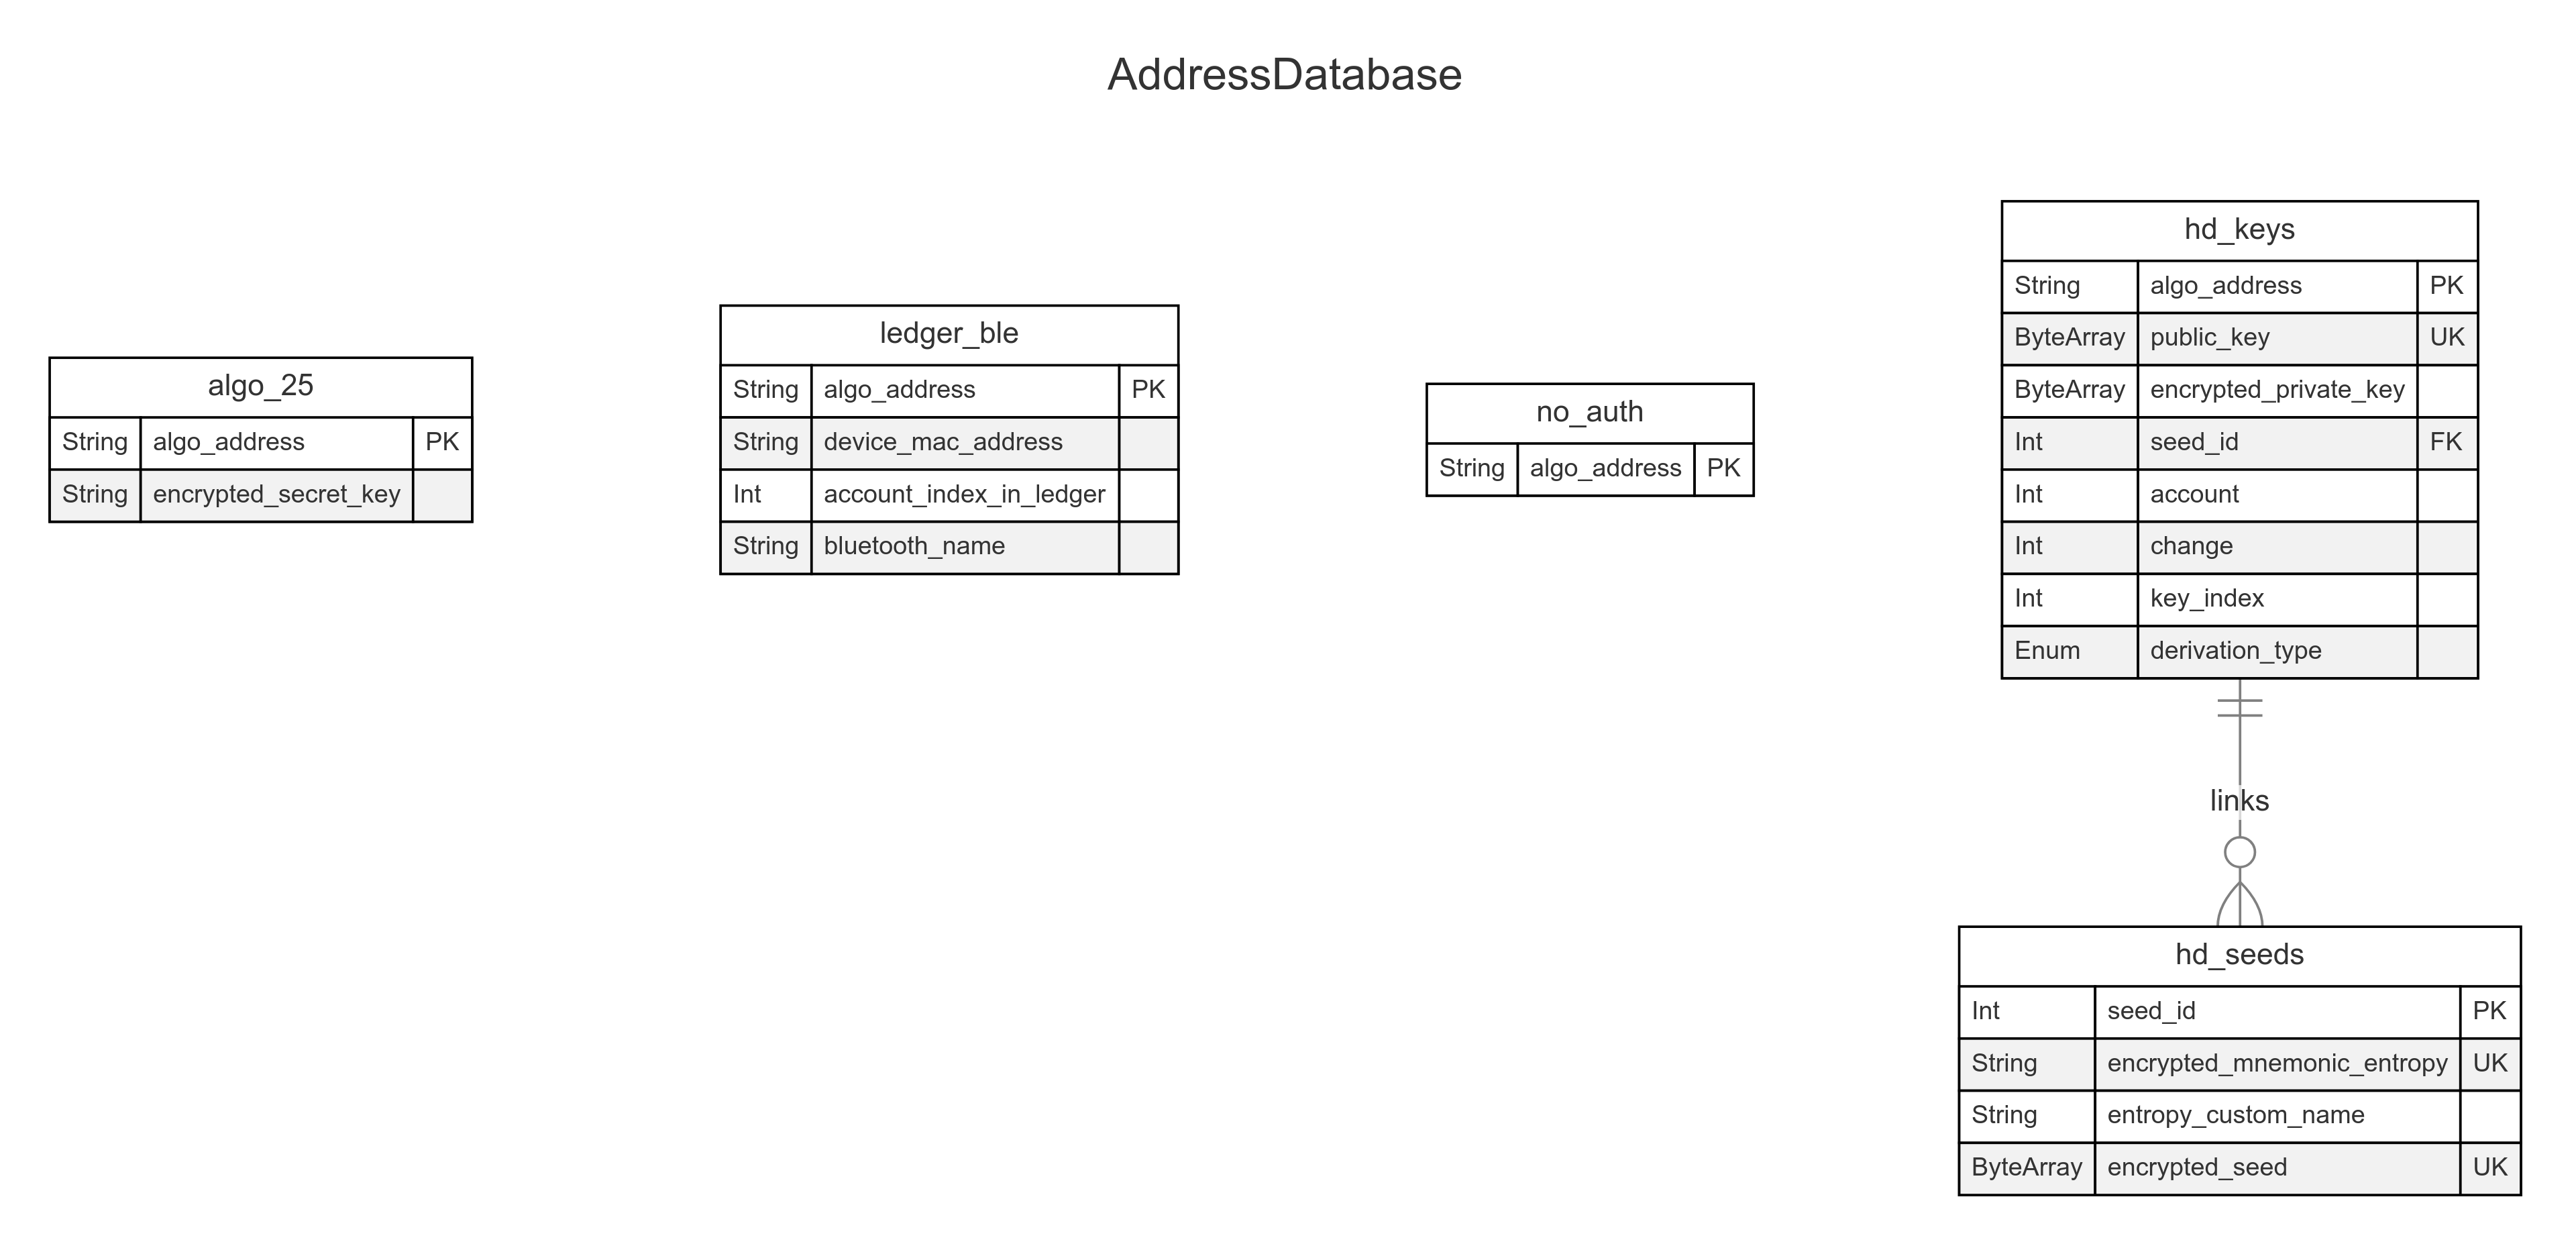 AddressDatabase
algo_25
String algo_address PK
String encrypted_secret_key
ledger_ble
String algo_address PK
String device_mac_address
Int account_index_in_ledger
String bluetooth_name
no_auth
String algo_address PK
hd_keys
String algo_address PK
ByteArray public_key UK
ByteArray encrypted_private_key
Int seed_id FK
Int account
Int change
Int key_index
Enum derivation_type
links
hd_seeds
Int seed_id PK
String encrypted_mnemonic_entropy UK
String entropy_custom_name
ByteArray encrypted_seed UK